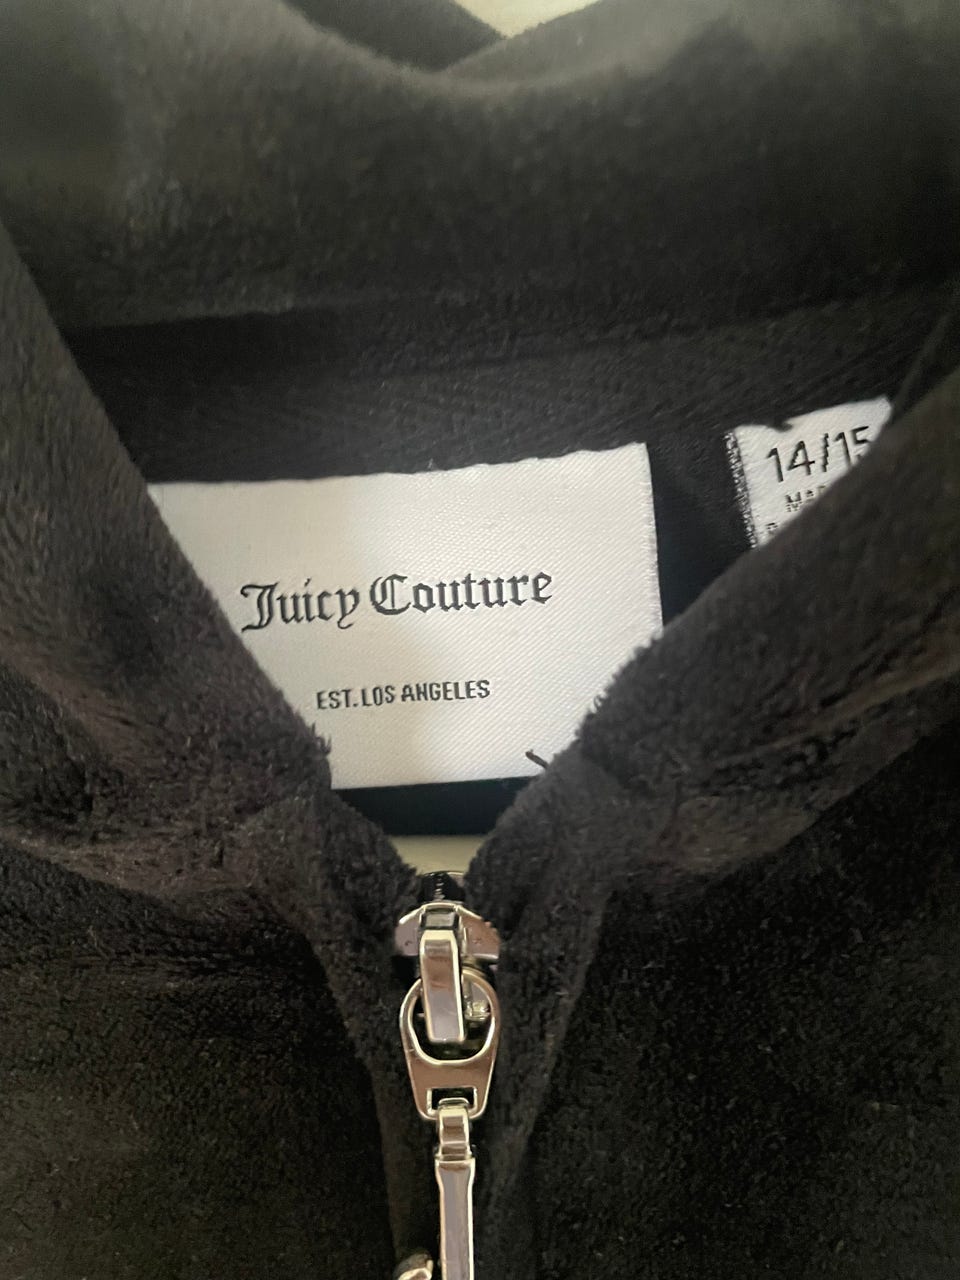 Juicy Couture
EST. LOS ANGELES
14/15